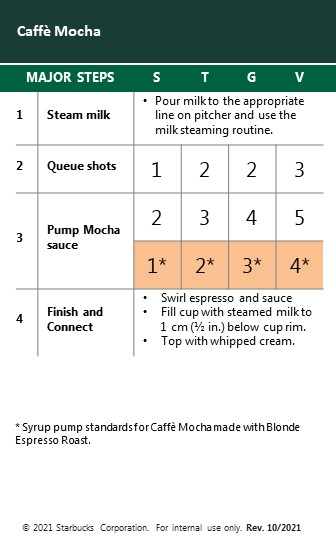 Caffè Mocha
MAJOR STEPS S T G V
1 Steam milk
• Pour milk to the appropriate
line on pitcher and use the
milk steaming routine.
2 Queue shots 1 2 2 3
3 Pump Mocha
sauce
2 3 4 5
1* 2* 3* 4*
4 Finish and
Connect
• Swirl espresso and sauce
• Fill cup with steamed milk to
1 cm (½ in.) below cup rim.
• Top with whipped cream.
* Syrup pump standards for Caffè Mocha made with Blonde
Espresso Roast.
© 2021 Starbucks Corporation. For internal use only. Rev. 10/2021